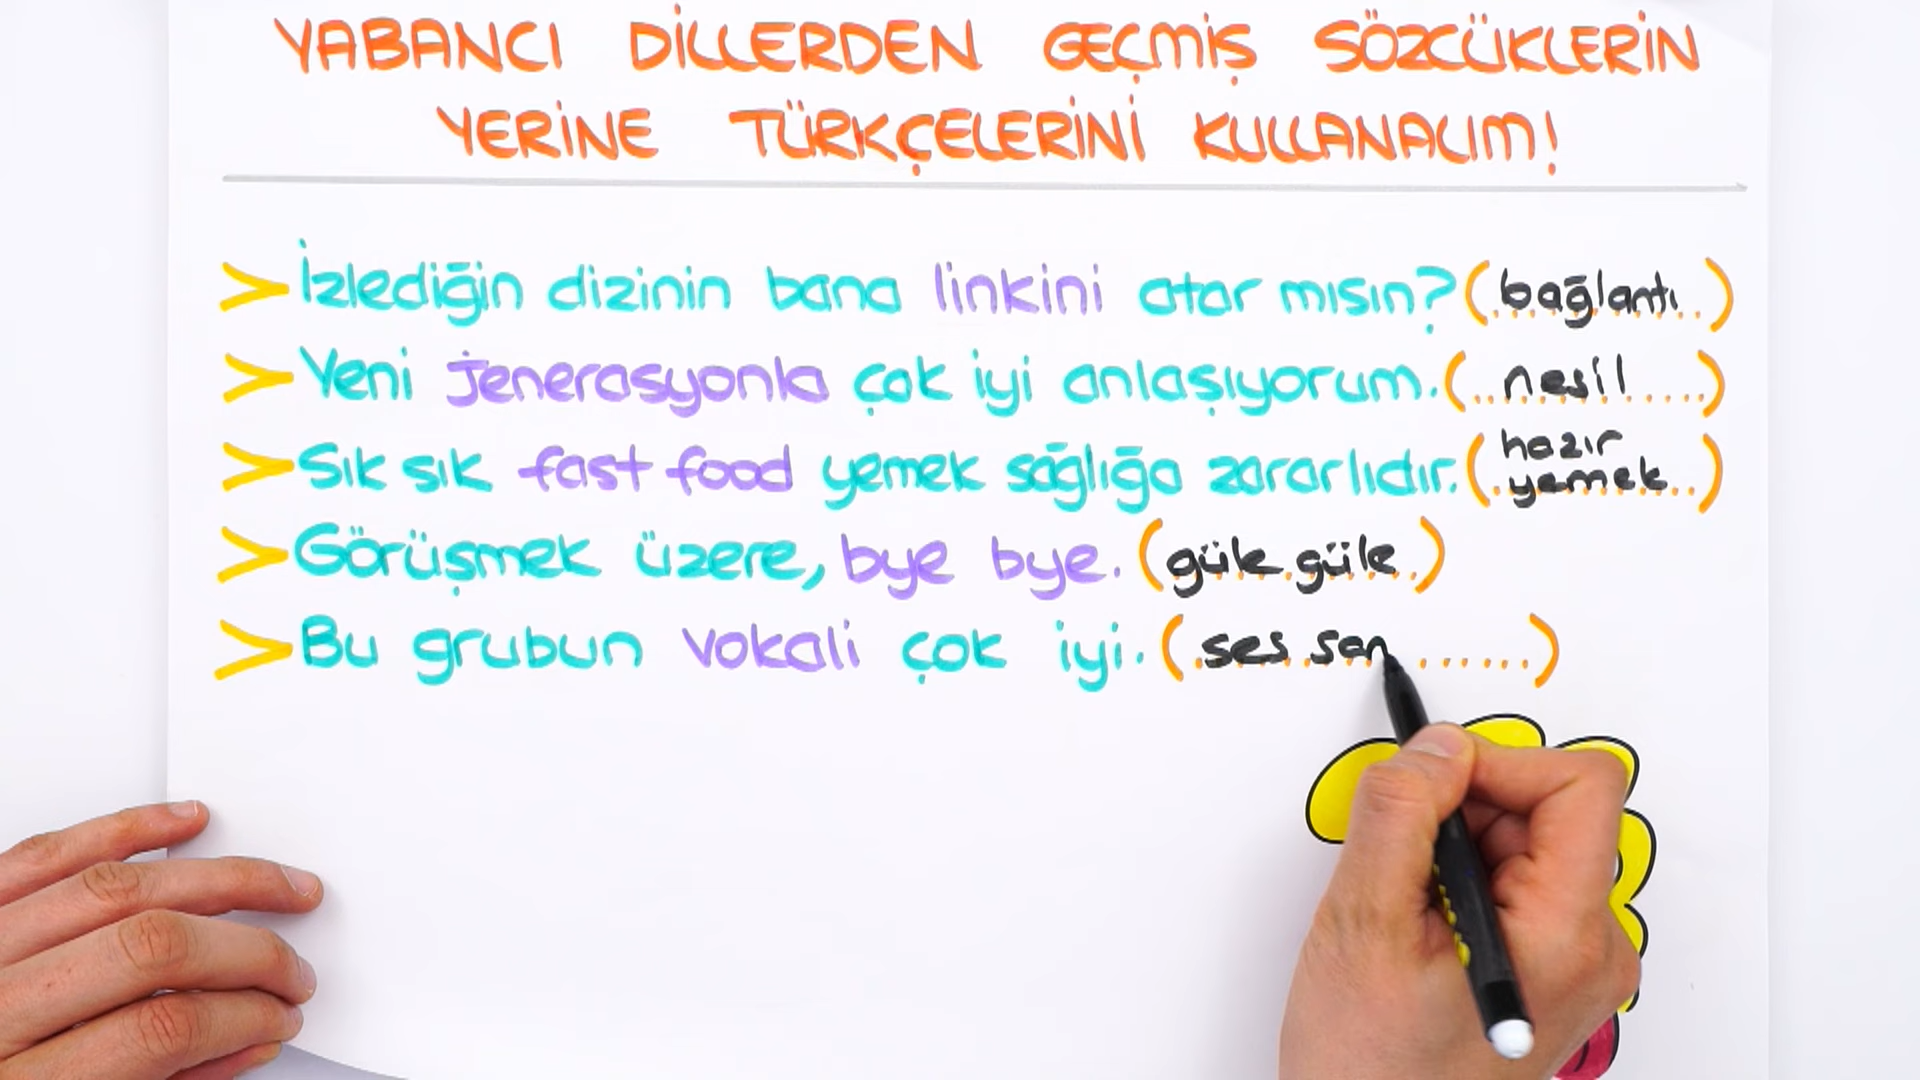 YABANCI DİLLERDEN GEÇMİŞ SÖZCÜKLERİN
YERİNE TÜRKÇELERİNİ KULLANALIM!
> İzlediğin dizinin bana linkini atar mısın? (bağlantı)
> Yeni jenerasyonla çok iyi anlaşıyorum. (nesil)
> Sık sık fast food yemek sağlığa zararlıdır. (hazır yemek)
> Görüşmek üzere, bye bye. (güle güle)
> Bu grubun vokali çok iyi. (ses san